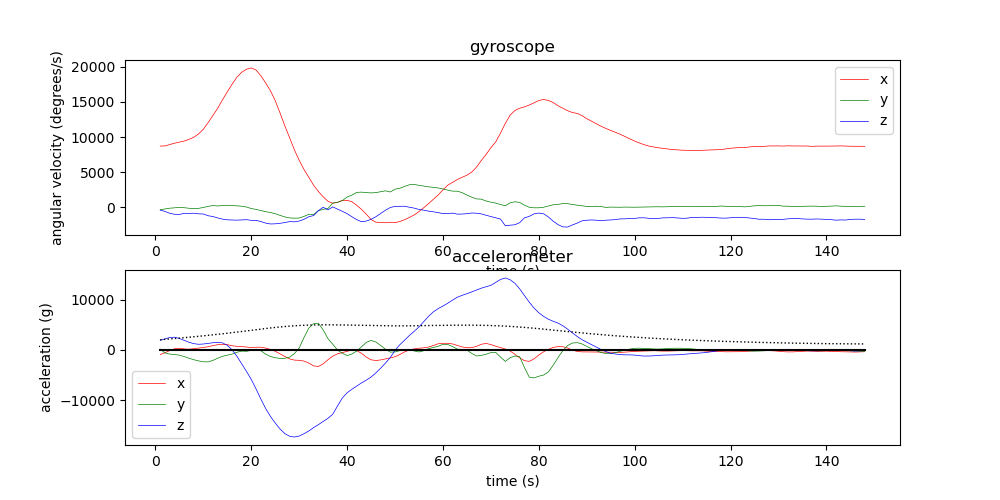 gyroscope
angular velocity (degrees/s)
20000
15000
10000
5000
0
x
y
z
0 20 40 60 80 100 120 140
time (s)
accelerometer
acceleration (g)
10000
0
−10000
x
y
z
0 20 40 60 80 100 120 140
time (s)